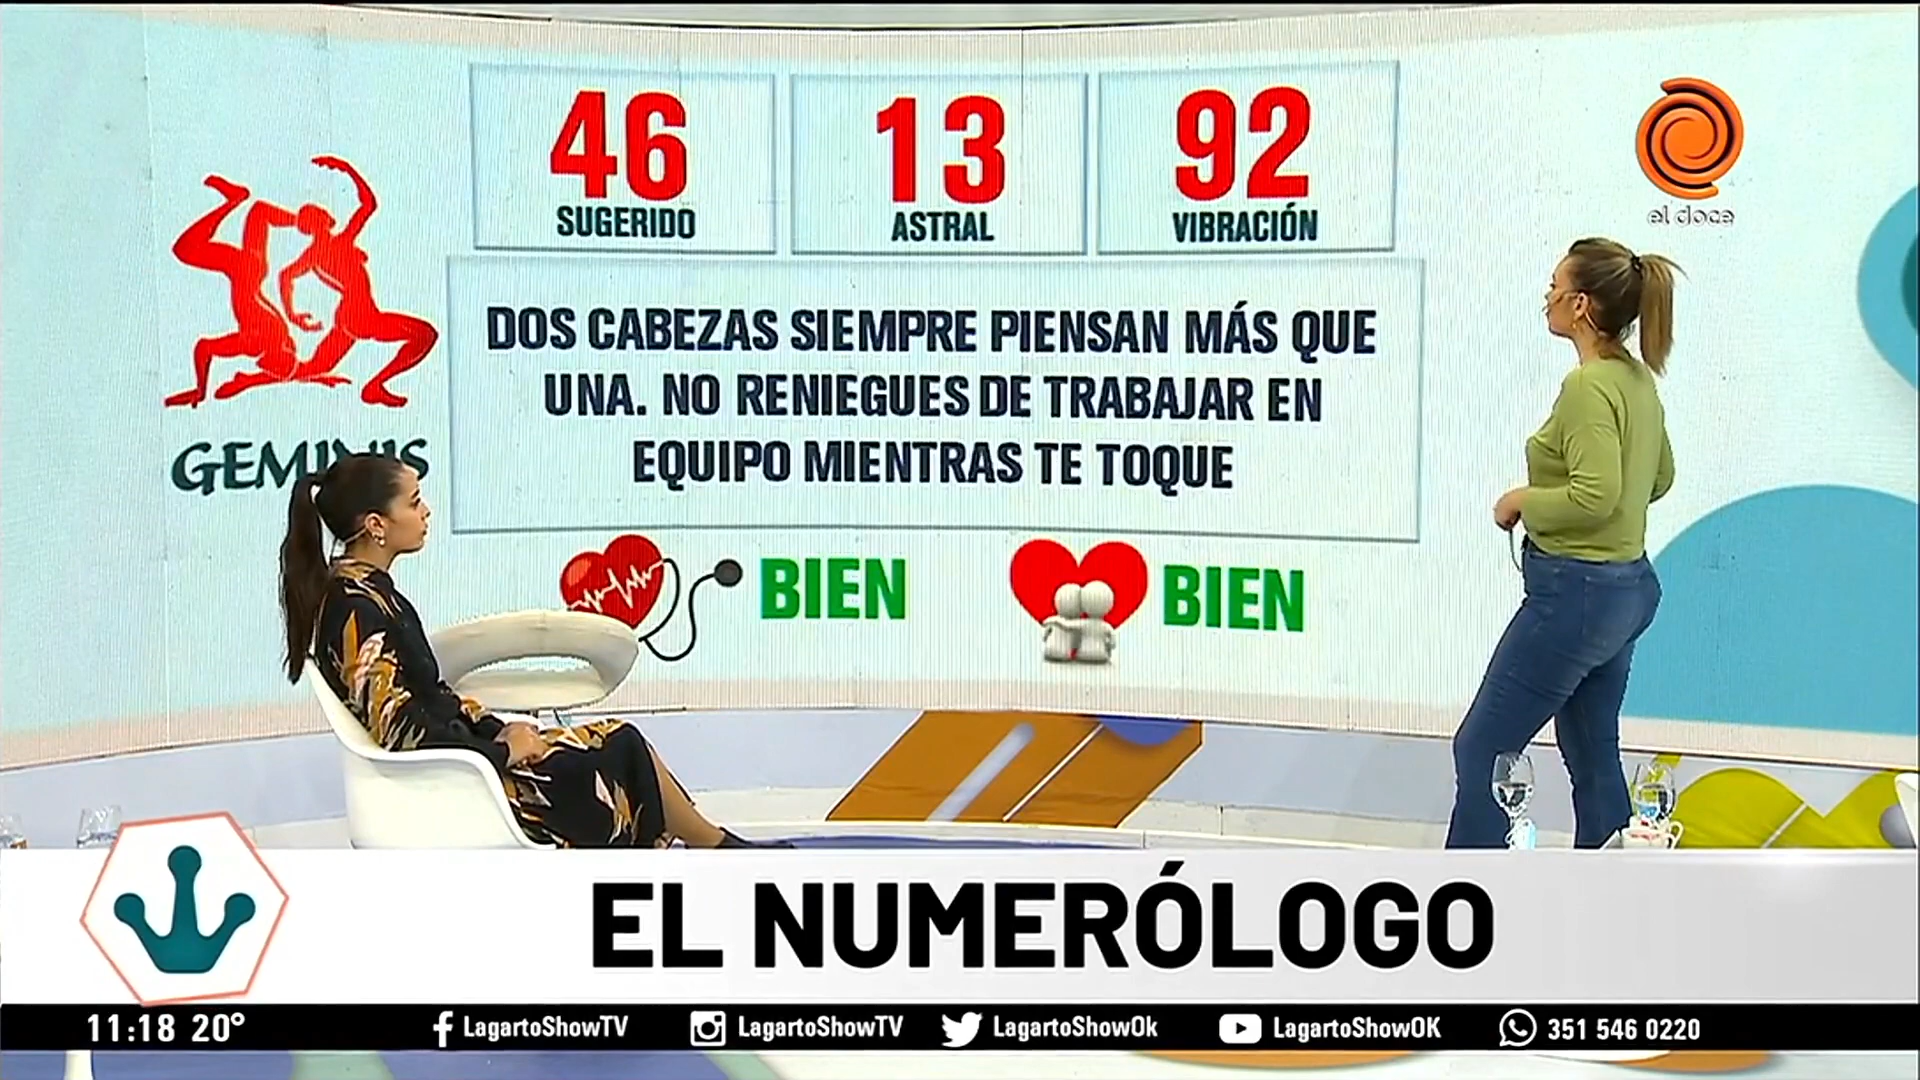 46
SUGERIDO
13
ASTRAL
92
VIBRACIÓN
el doce
GEMINIS
DOS CABEZAS SIEMPRE PIENSAN MÁS QUE
UNA. NO RENIEGUES DE TRABAJAR EN
EQUIPO MIENTRAS TE TOQUE
BIEN
BIEN
EL NUMERÓLOGO
11:18 20°
LagartoShowTV
LagartoShowTV
LagartoShowOk
LagartoShowOK
351 546 0220